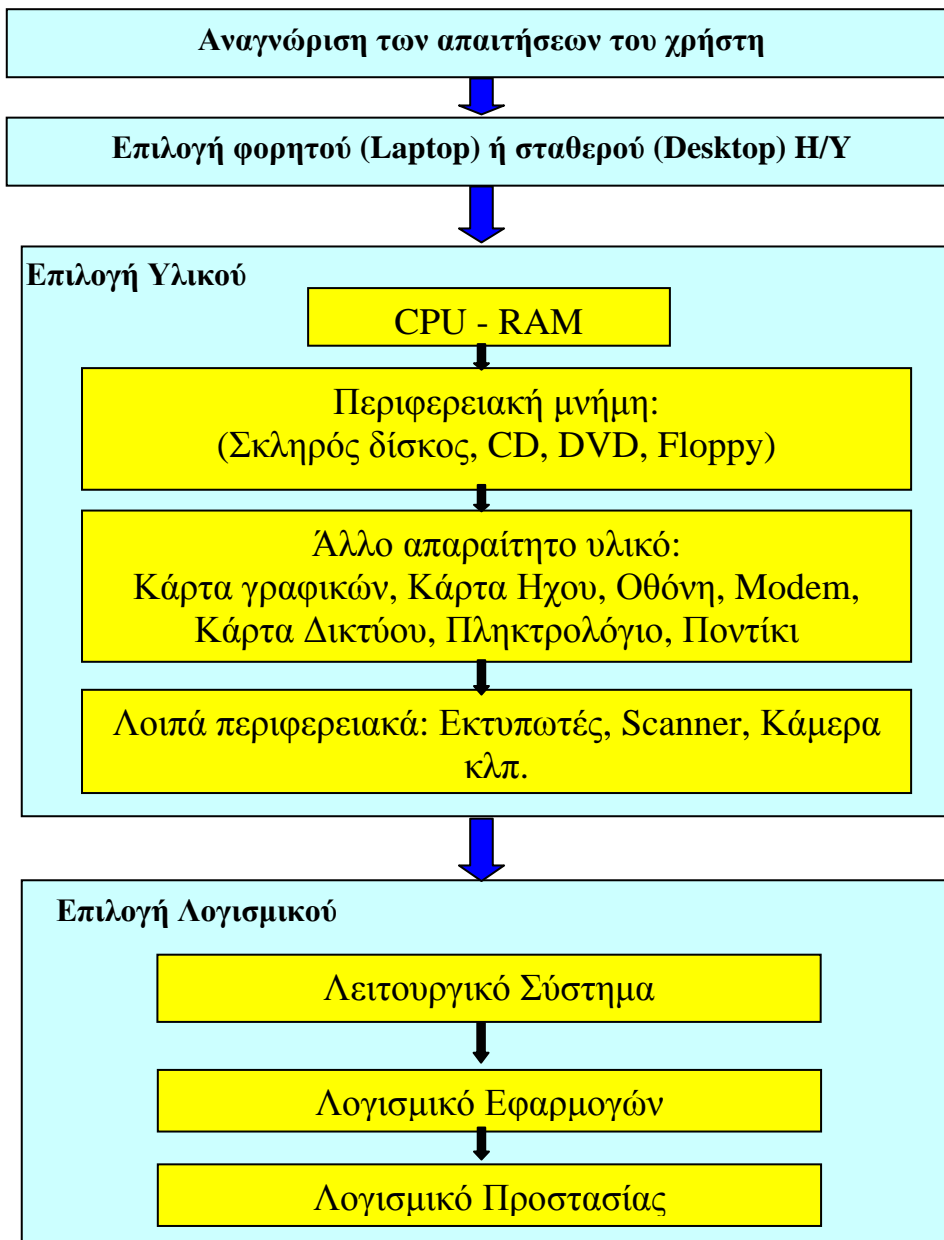 Αναγνώριση των απαιτήσεων του χρήστη
Επιλογή φορητού (Laptop) ή σταθερού (Desktop) Η/Υ
Επιλογή Υλικού
CPU - RAM
Περιφερειακή μνήμη:
(Σκληρός δίσκος, CD, DVD, Floppy)
Άλλο απαραίτητο υλικό:
Κάρτα γραφικών, Κάρτα Ηχου, Οθόνη, Modem,
Κάρτα Δικτύου, Πληκτρολόγιο, Ποντίκι
Λοιπά περιφερειακά: Εκτυπωτές, Scanner, Κάμερα
κλπ.
Επιλογή Λογισμικού
Λειτουργικό Σύστημα
Λογισμικό Εφαρμογών
Λογισμικό Προστασίας